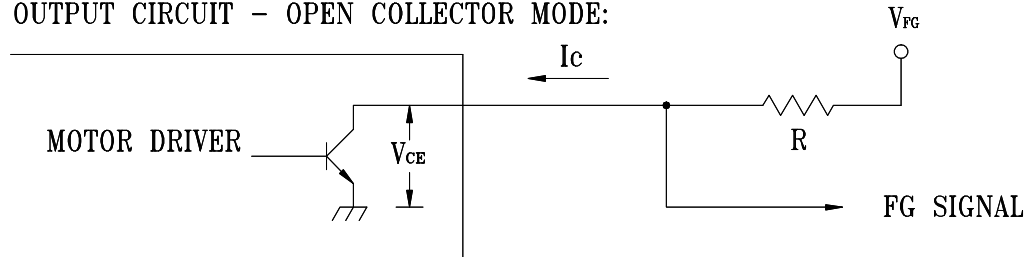 OUTPUT CIRCUIT – OPEN COLLECTOR MODE:
VFG
Ic
MOTOR DRIVER
VCE
R
FG SIGNAL